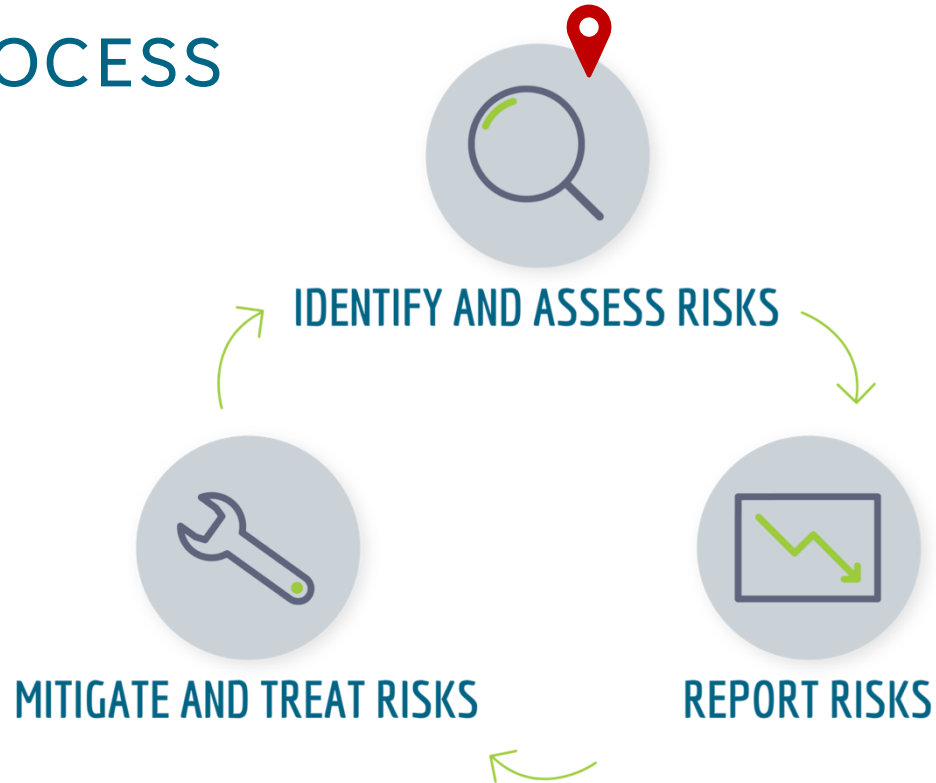 OCESS
IDENTIFY AND ASSESS RISKS
MITIGATE AND TREAT RISKS
REPORT RISKS